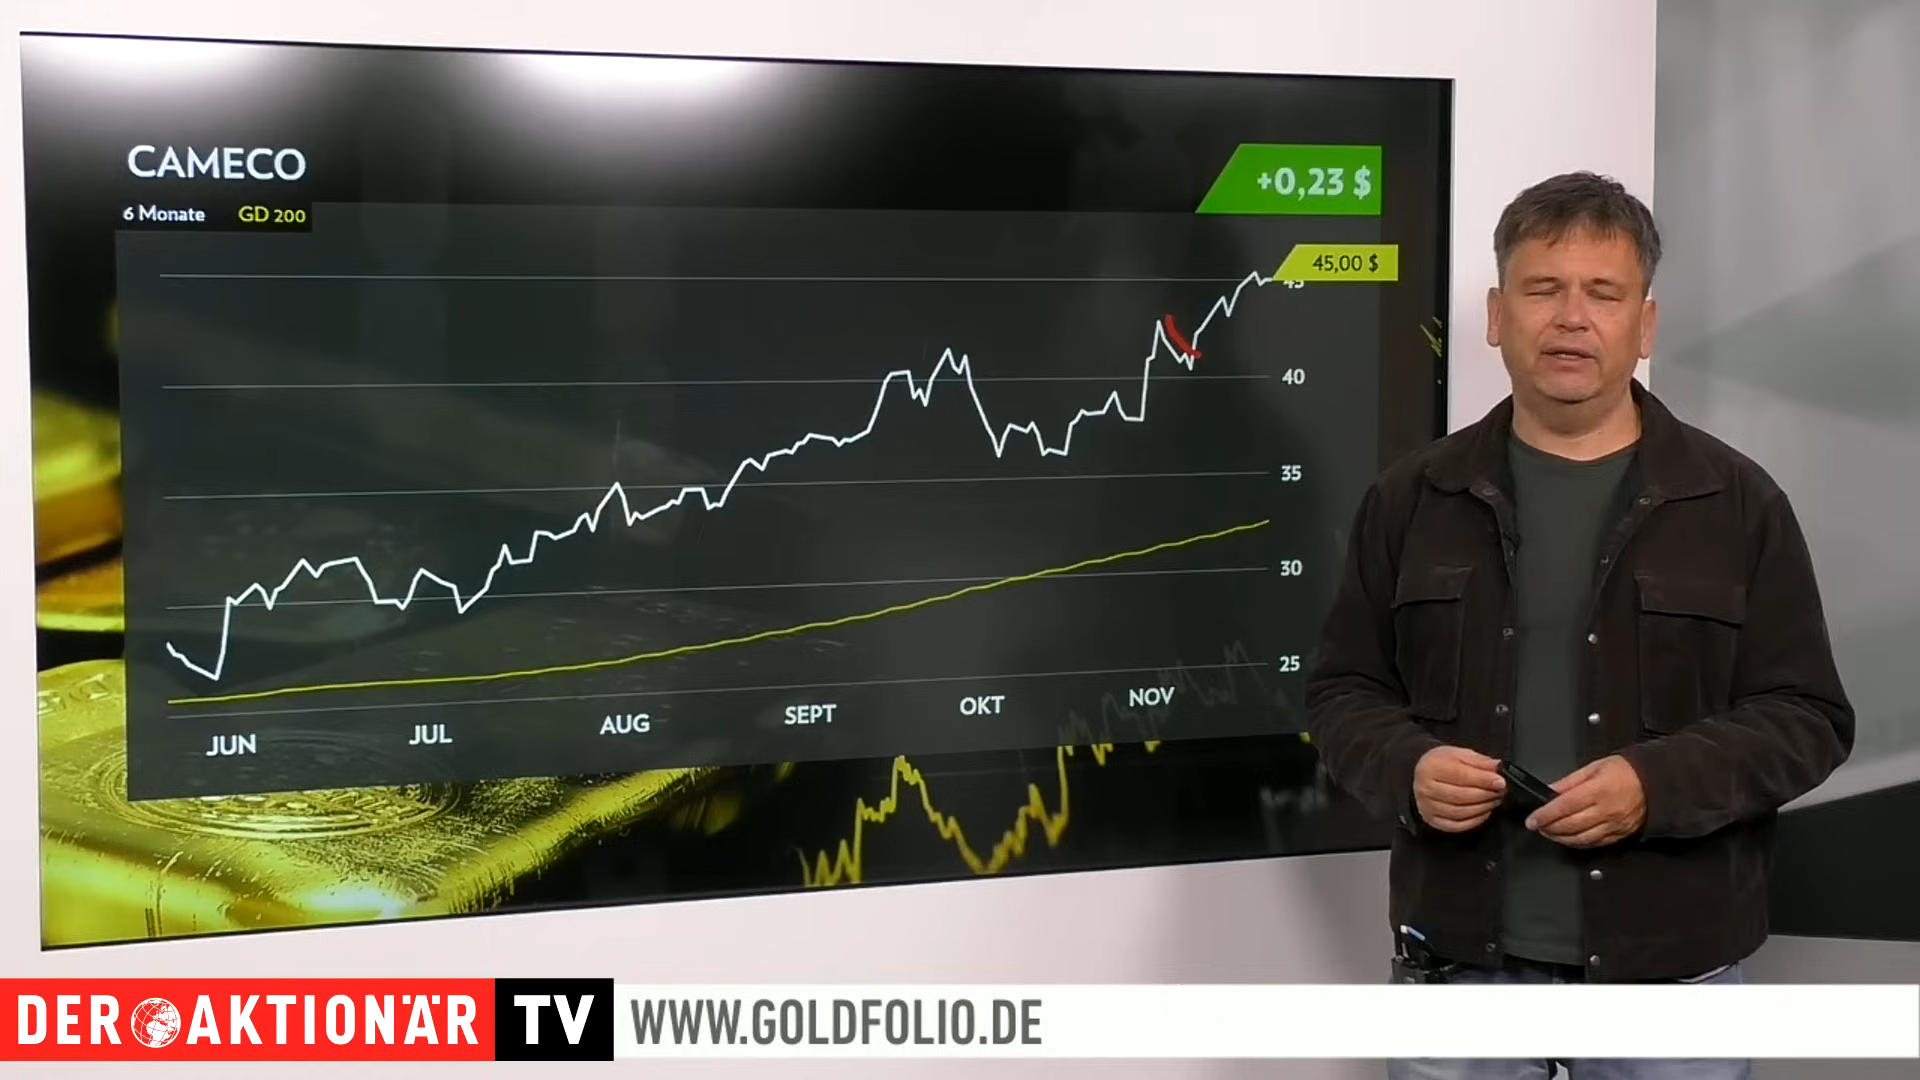 CAMECO
+0,23 $
6 Monate GD 200
45,00 $
45
40
35
30
25
JUN JUL AUG SEPT OKT NOV
DER AKTIONÄR TV WWW.GOLDFOLIO.DE